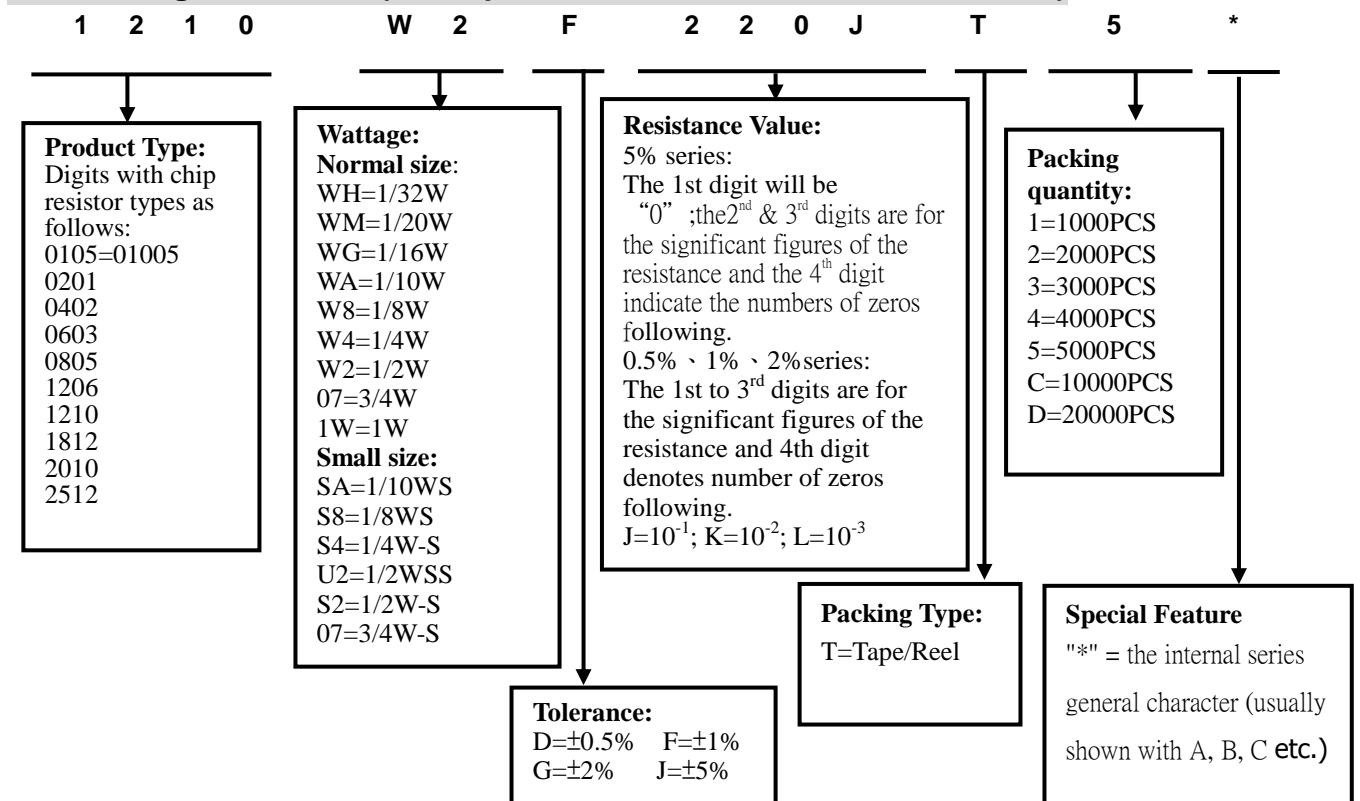 1 2 1 0 W 2 F 2 2 0 J T 5 *
Product Type:
Digits with chip
resistor types as
follows:
0105=01005
0201
0402
0603
0805
1206
1210
1812
2010
2512
Wattage:
Normal size:
WH=1/32W
WM=1/20W
WG=1/16W
WA=1/10W
W8=1/8W
W4=1/4W
W2=1/2W
07=3/4W
1W=1W
Small size:
SA=1/10WS
S8=1/8WS
S4=1/4W-S
U2=1/2WSS
S2=1/2W-S
07=3/4W-S
Tolerance:
D=±0.5% F=±1%
G=±2% J=±5%
Resistance Value:
5% series:
The 1st digit will be
“0” ;the2nd & 3rd digits are for
the significant figures of the
resistance and the 4th digit
indicate the numbers of zeros
following.
0.5%、1%、2%series:
The 1st to 3rd digits are for
the significant figures of the
resistance and 4th digit
denotes number of zeros
following.
J=10-1; K=10-2; L=10-3
Packing Type:
T=Tape/Reel
Packing
quantity:
1=1000PCS
2=2000PCS
3=3000PCS
4=4000PCS
5=5000PCS
C=10000PCS
D=20000PCS
Special Feature
"*" = the internal series
general character (usually
shown with A, B, C etc.)